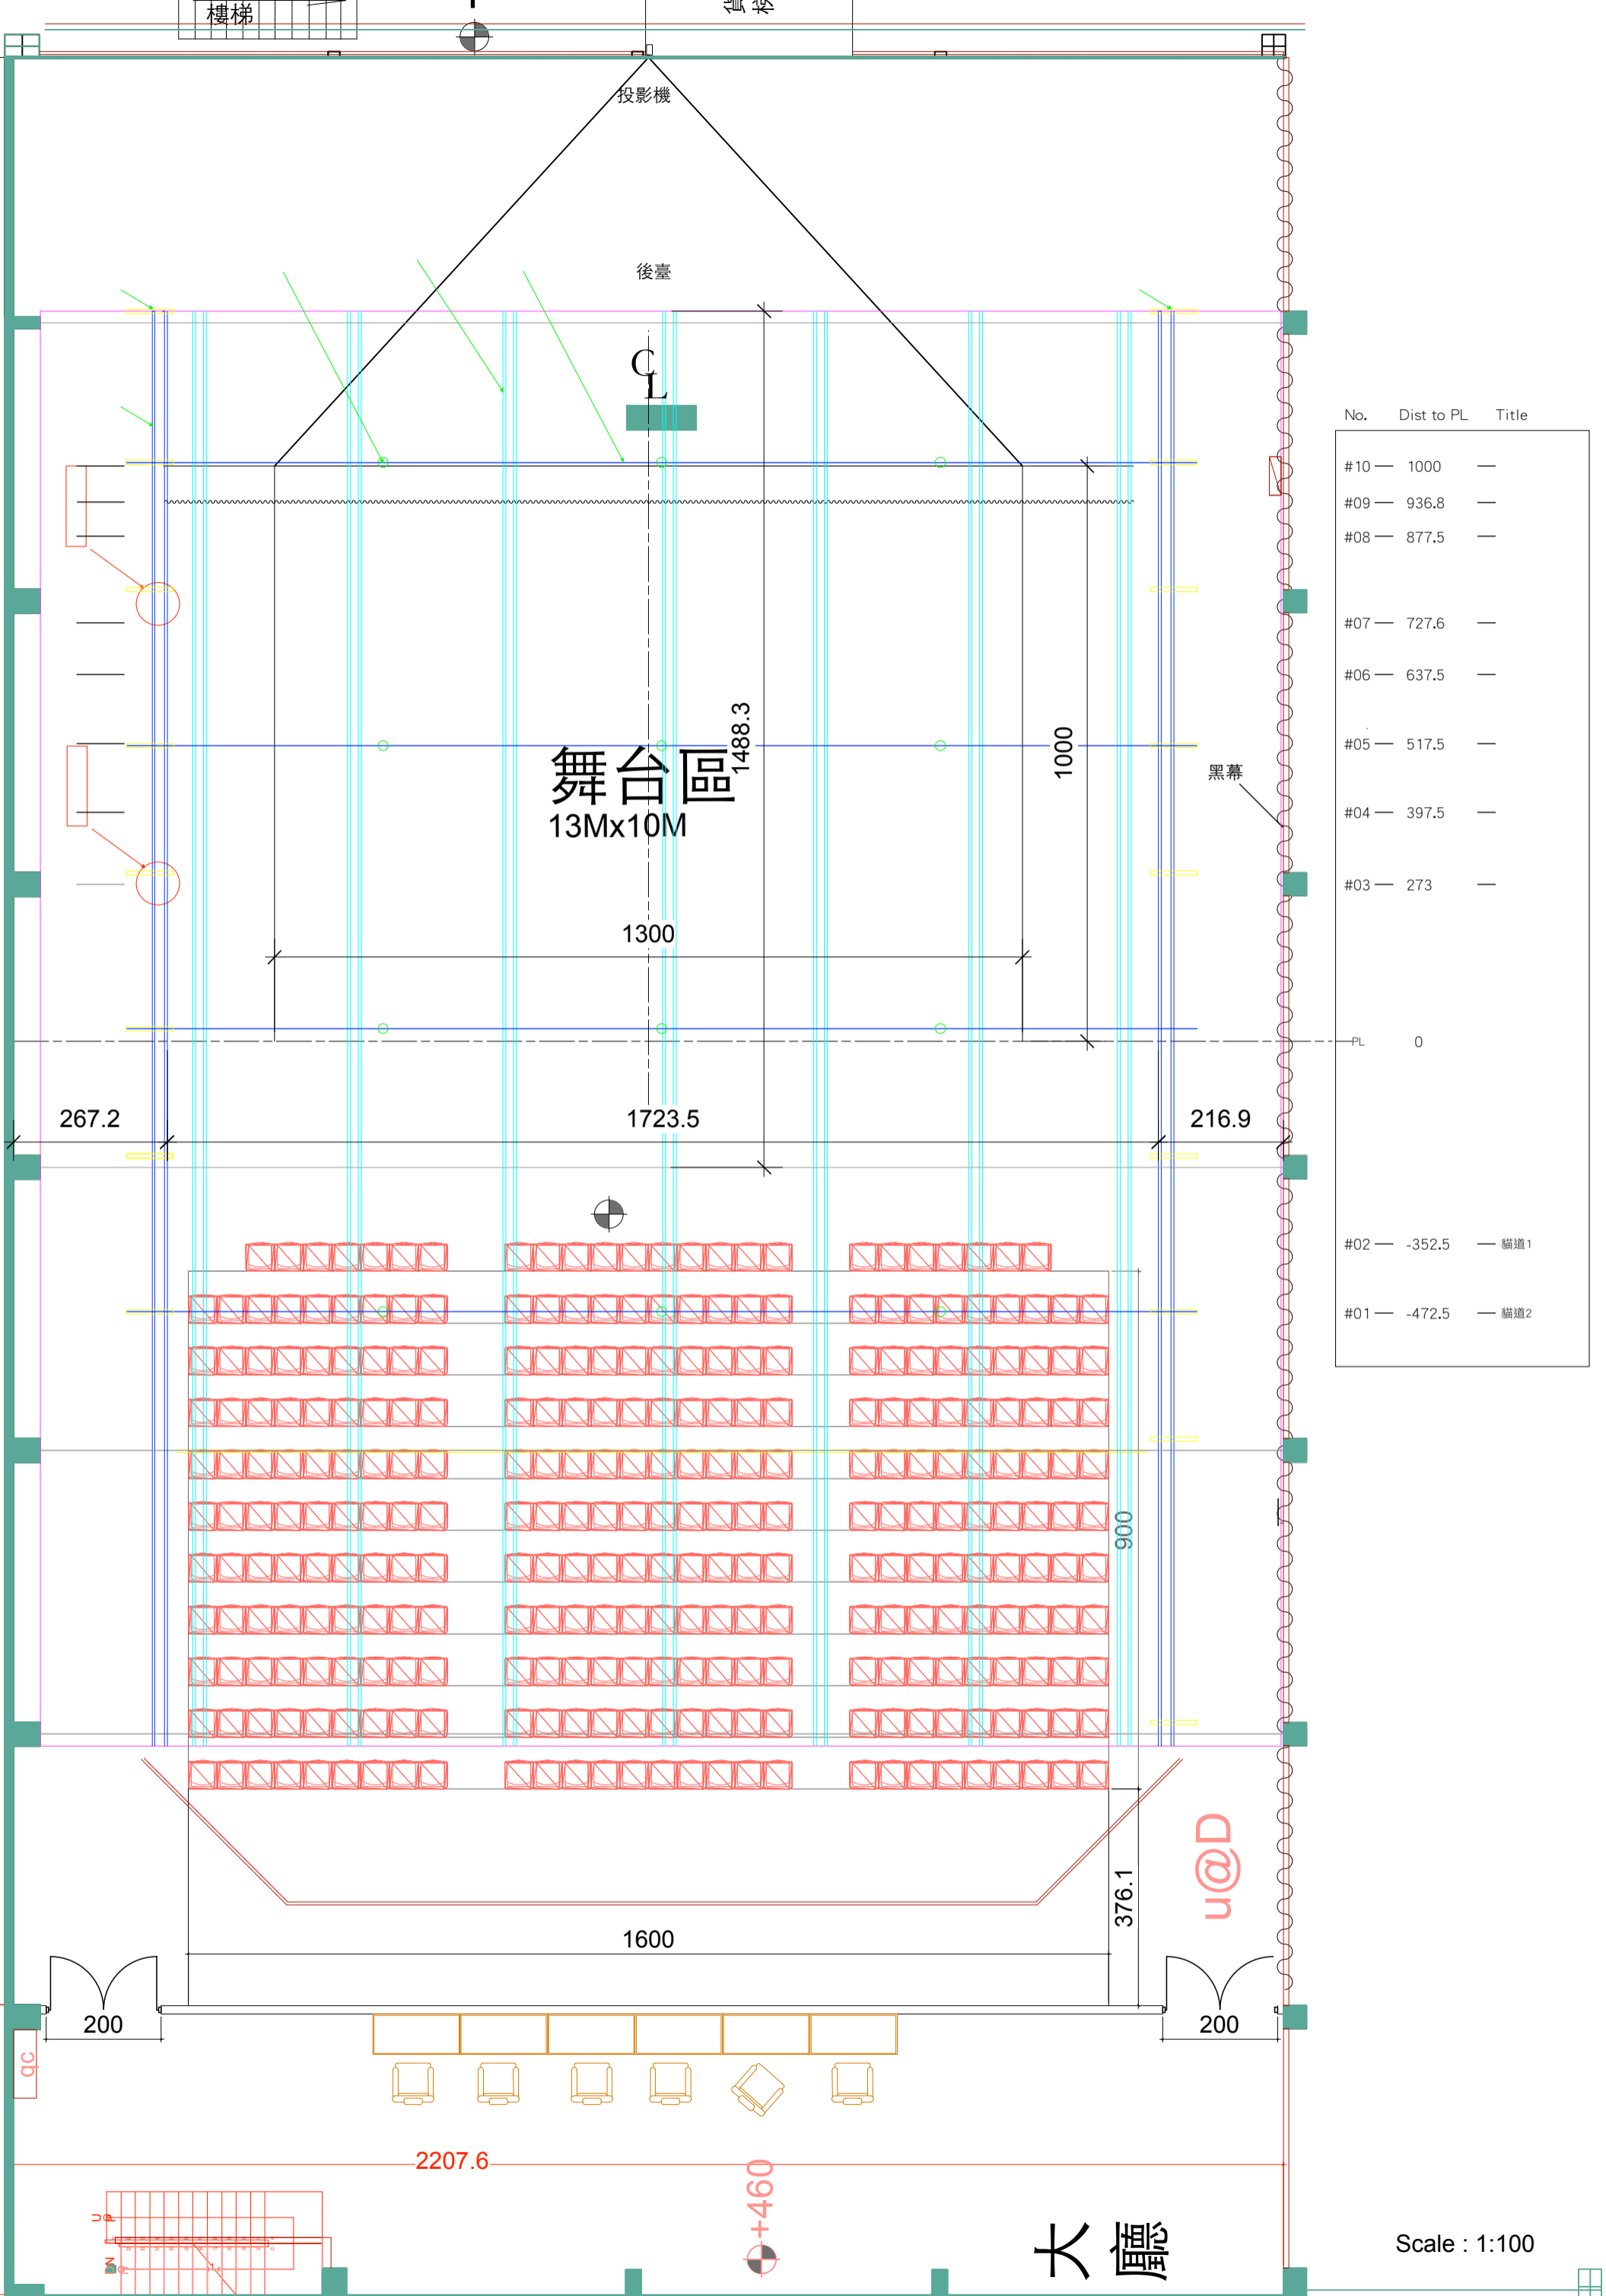 樓梯
投影機
後臺
CL
No. Dist to PL Title
#10 — 1000 —
#09 — 936.8 —
#08 — 877.5 —
#07 — 727.6 —
#06 — 637.5 —
#05 — 517.5 —
#04 — 397.5 —
#03 — 273 —
PL 0
#02 — -352.5 — 貓道1
#01 — -472.5 — 貓道2
1488.3
1000
舞台區
13Mx10M
黑幕
1300
267.2
1723.5
216.9
900
u@D
376.1
1600
200
200
qc
2207.6
+460
大廳
Scale : 1:100